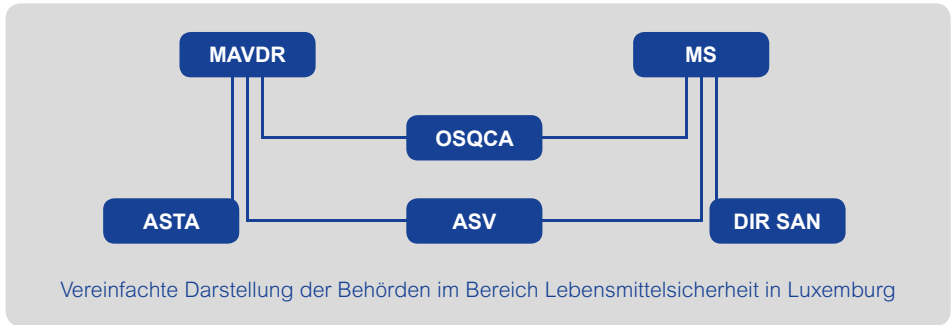 MAVDR
MS
OSQCA
ASTA
ASV
DIR SAN
Vereinfachte Darstellung der Behörden im Bereich Lebensmittelsicherheit in Luxemburg